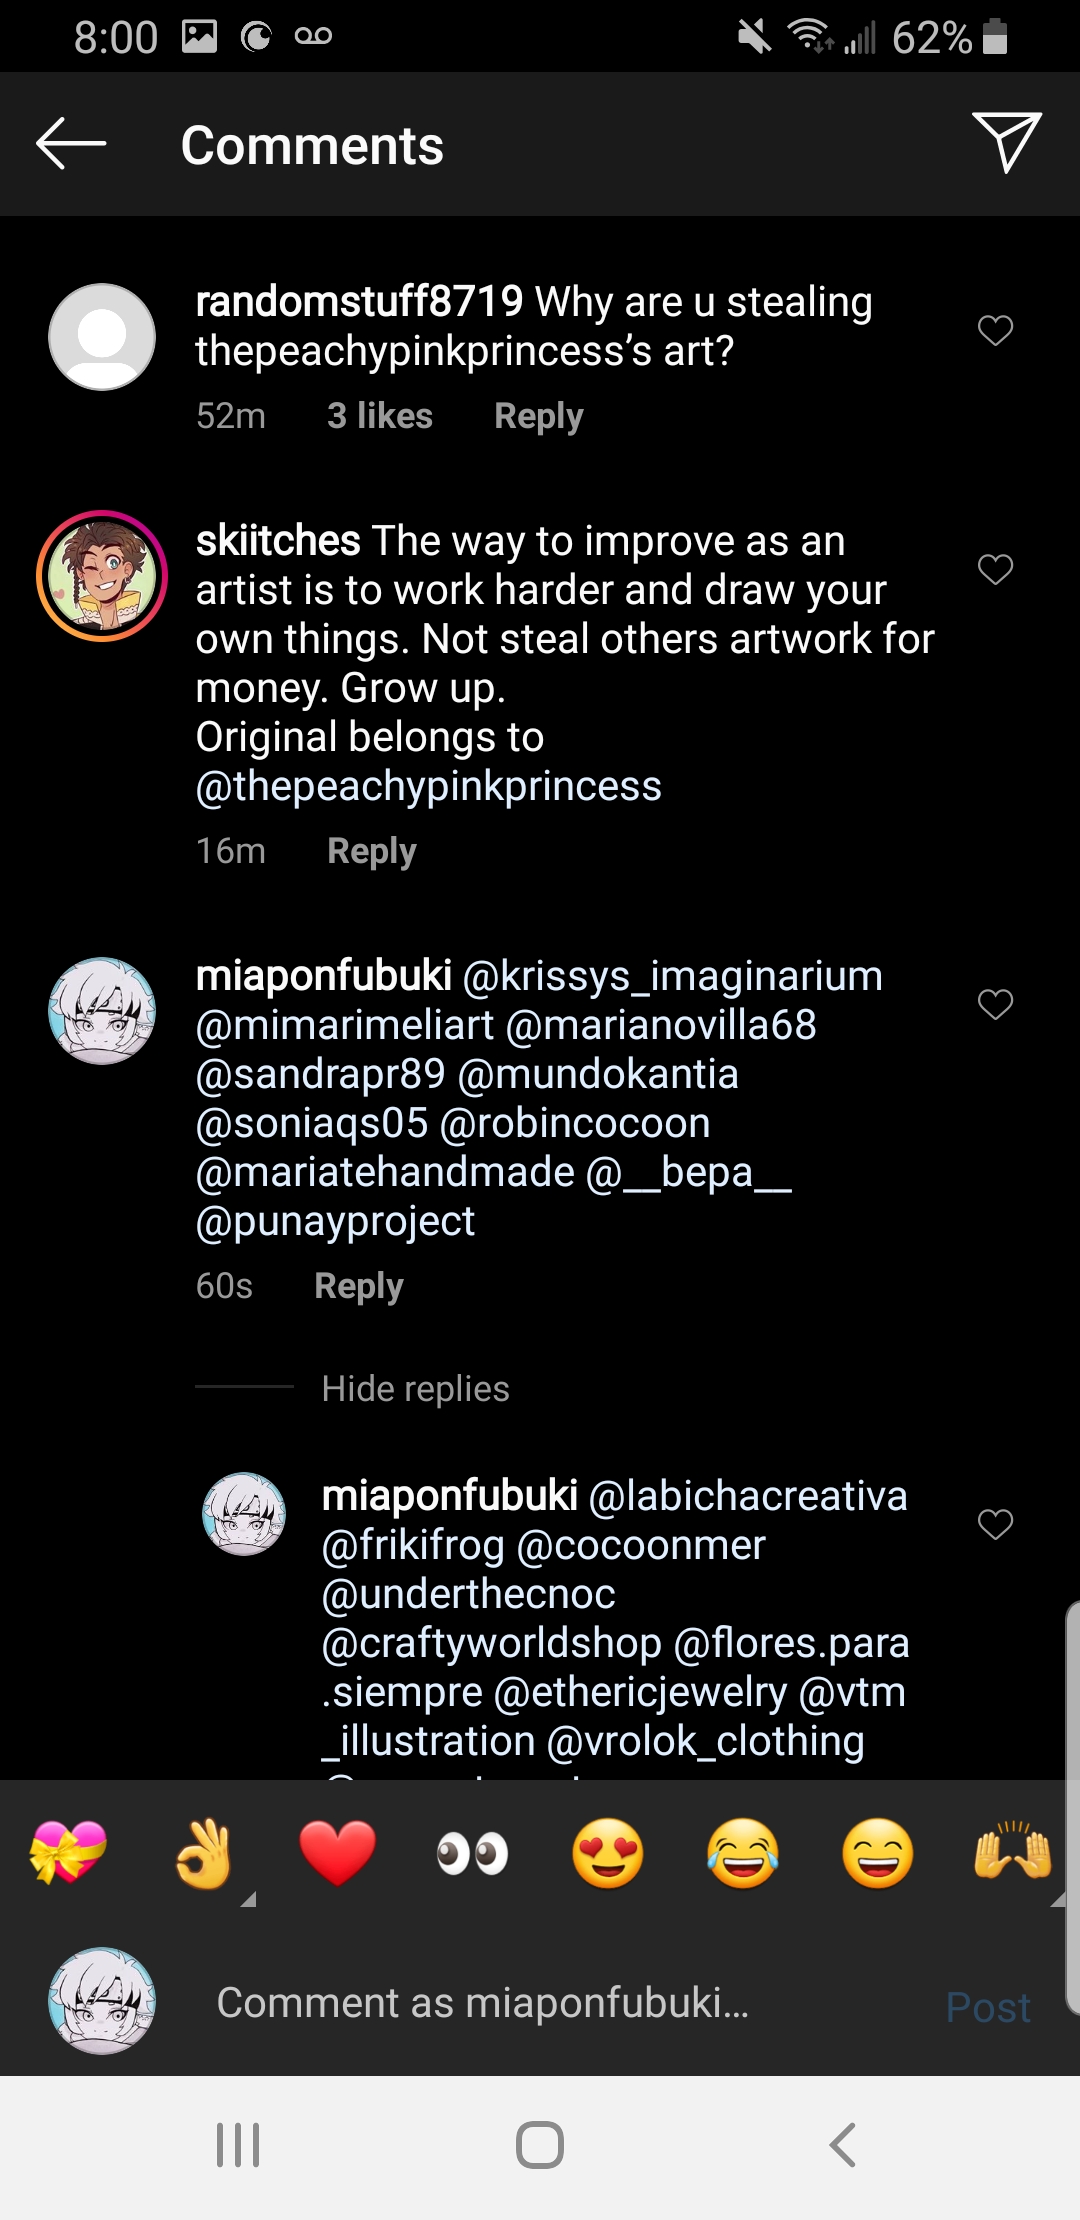 8:00 62%
Comments
randomstuff8719 Why are u stealing
thepeachypinkprincess’s art?
52m 3 likes Reply
skiitches The way to improve as an
artist is to work harder and draw your
own things. Not steal others artwork for
money. Grow up.
Original belongs to
@thepeachypinkprincess
16m Reply
miaponfubuki @krissys_imaginarium
@mimarimeliart @marianovilla68
@sandrapr89 @mundokantia
@soniaqs05 @robincocoon
@mariatehandmade @__bepa__
@punayproject
60s Reply
Hide replies
miaponfubuki @labichacreativa
@frikifrog @cocoonmer
@underthecnoc
@craftyworldshop @flores.para
.siempre @ethericjewelry @vtm
_illustration @vrolok_clothing
Comment as miaponfubuki... Post